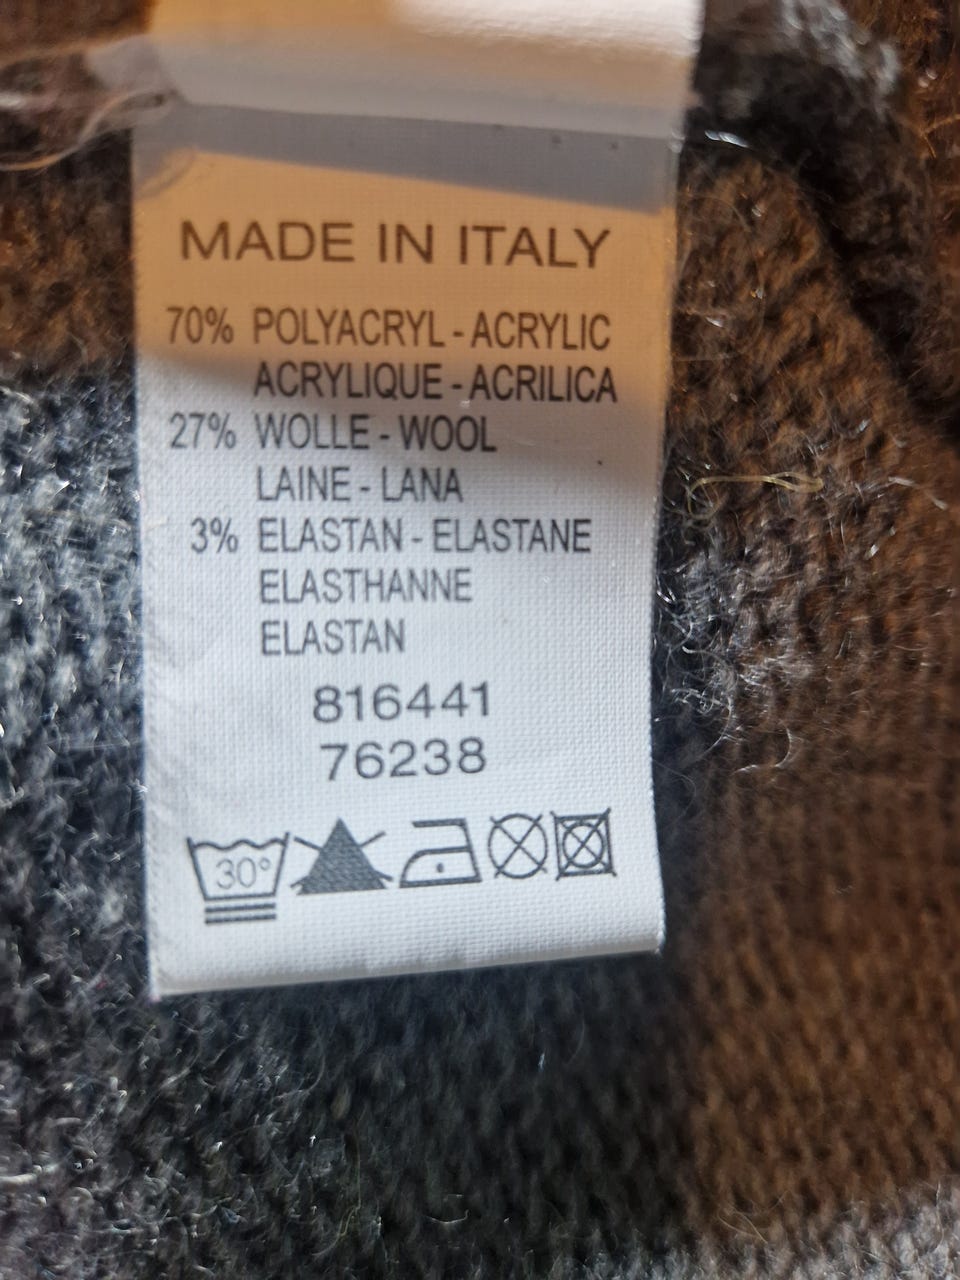 MADE IN ITALY
70% POLYACRYL - ACRYLIC
ACRYLIQUE - ACRILICA
27% WOLLE - WOOL
LAINE - LANA
3% ELASTAN - ELASTANE
ELASTHANNE
ELASTAN
816441
76238
30°